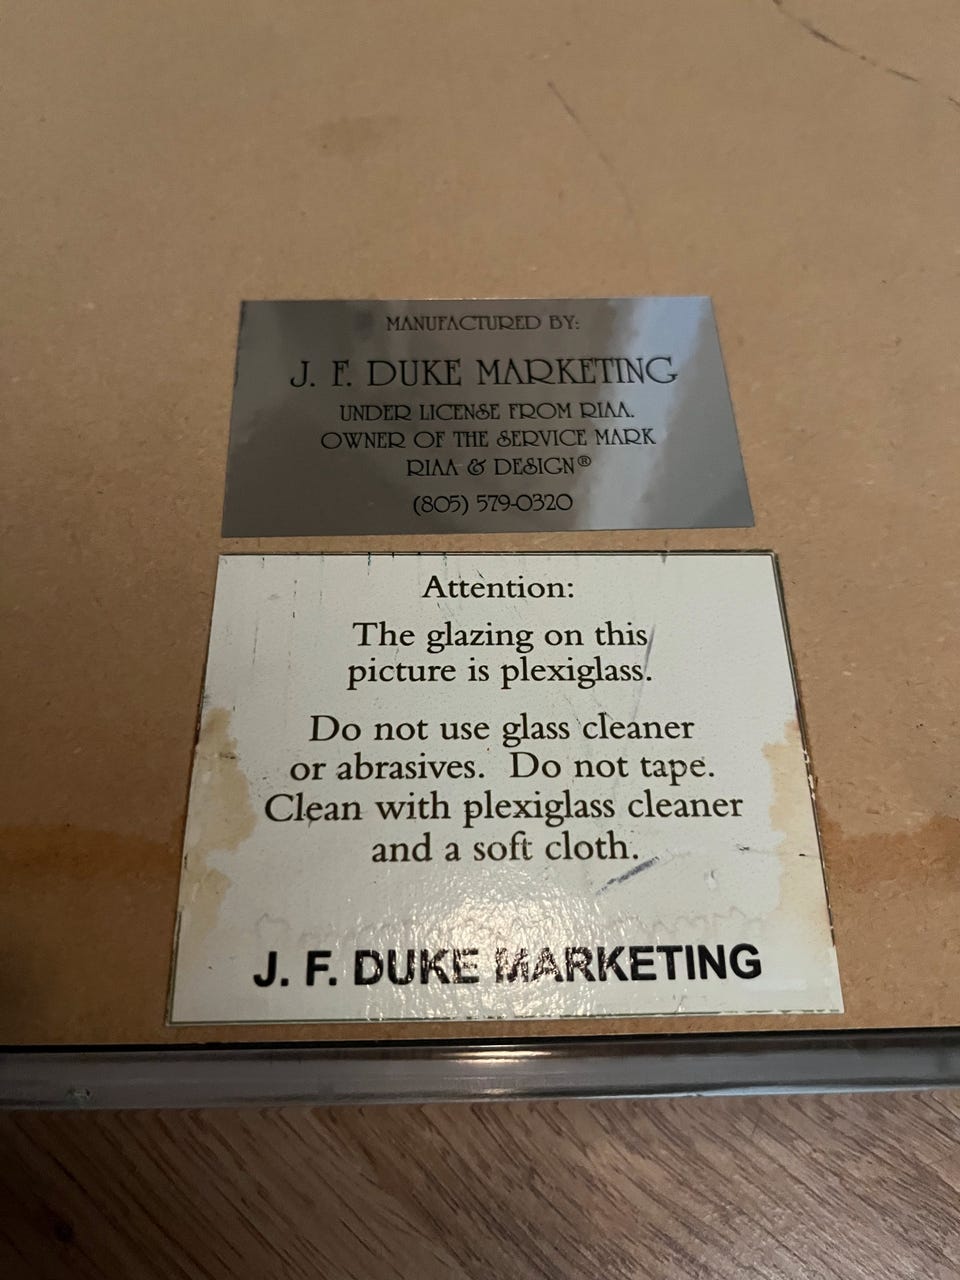 MANUFACTURED BY:
J. F. DUKE MARKETING
UNDER LICENSE FROM RIAA.
OWNER OF THE SERVICE MARK
RIAA & DESIGN®
(805) 579-0320
Attention:
The glazing on this
picture is plexiglass.
Do not use glass cleaner
or abrasives. Do not tape.
Clean with plexiglass cleaner
and a soft cloth.
J. F. DUKE MARKETING